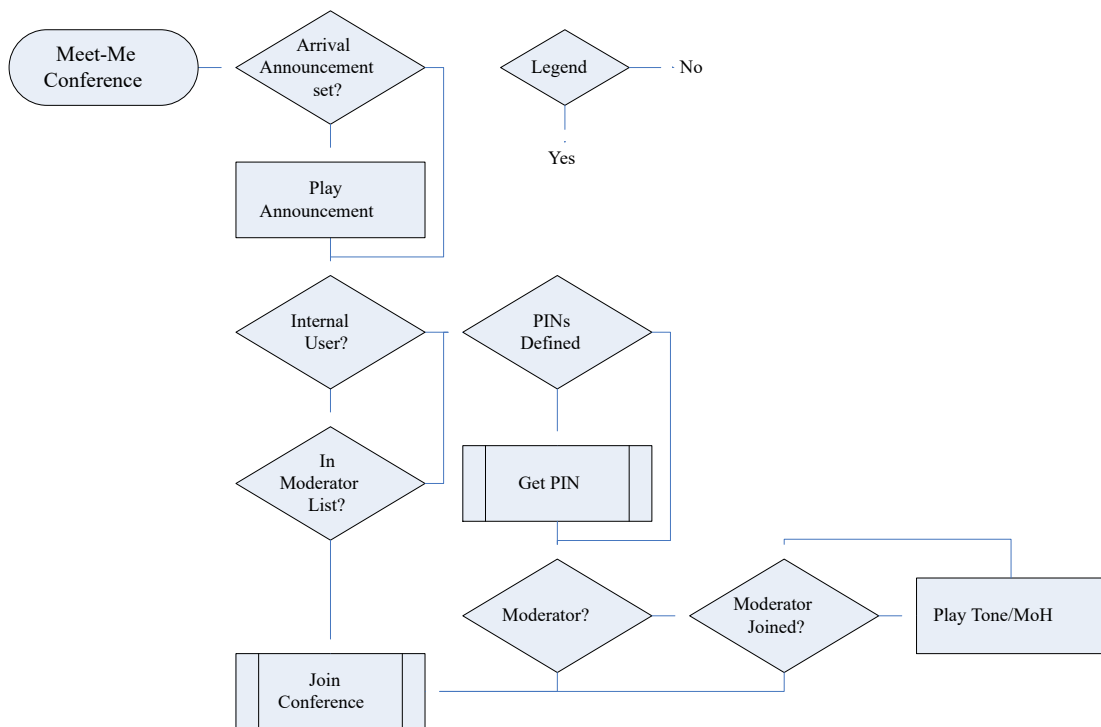 Meet-Me
Conference
Arrival
Announcement
set?
Legend
No
Yes
Play
Announcement
Internal
User?
PINs
Defined
In
Moderator
List?
Get PIN
Moderator?
Moderator
Joined?
Play Tone/MoH
Join
Conference